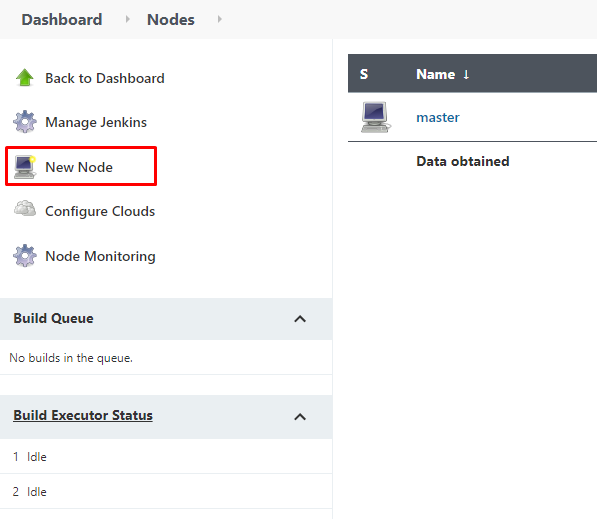 Dashboard Nodes
Back to Dashboard
Manage Jenkins
New Node
Configure Clouds
Node Monitoring
Build Queue
No builds in the queue.
Build Executor Status
1 Idle
2 Idle
S Name ↓
master
Data obtained